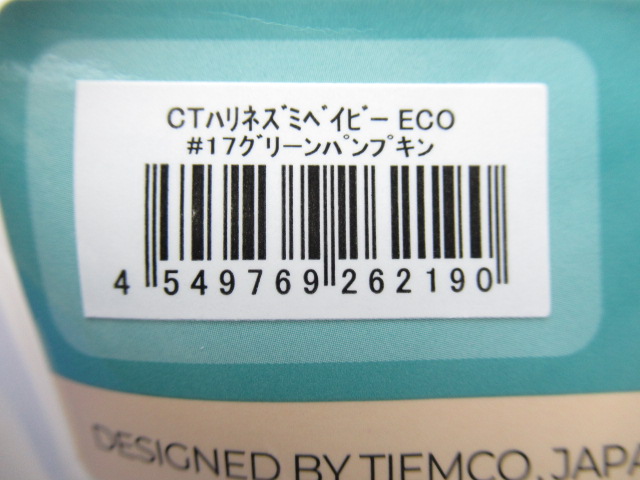 CTﾊﾘﾈｽﾞﾐﾍﾞｲﾋﾞｰ ECO
#17ｸﾞﾘｰﾝﾊﾟﾝﾌﾟｷﾝ
4 549769 262190
DESIGNED BY TIEMCO, JAPA